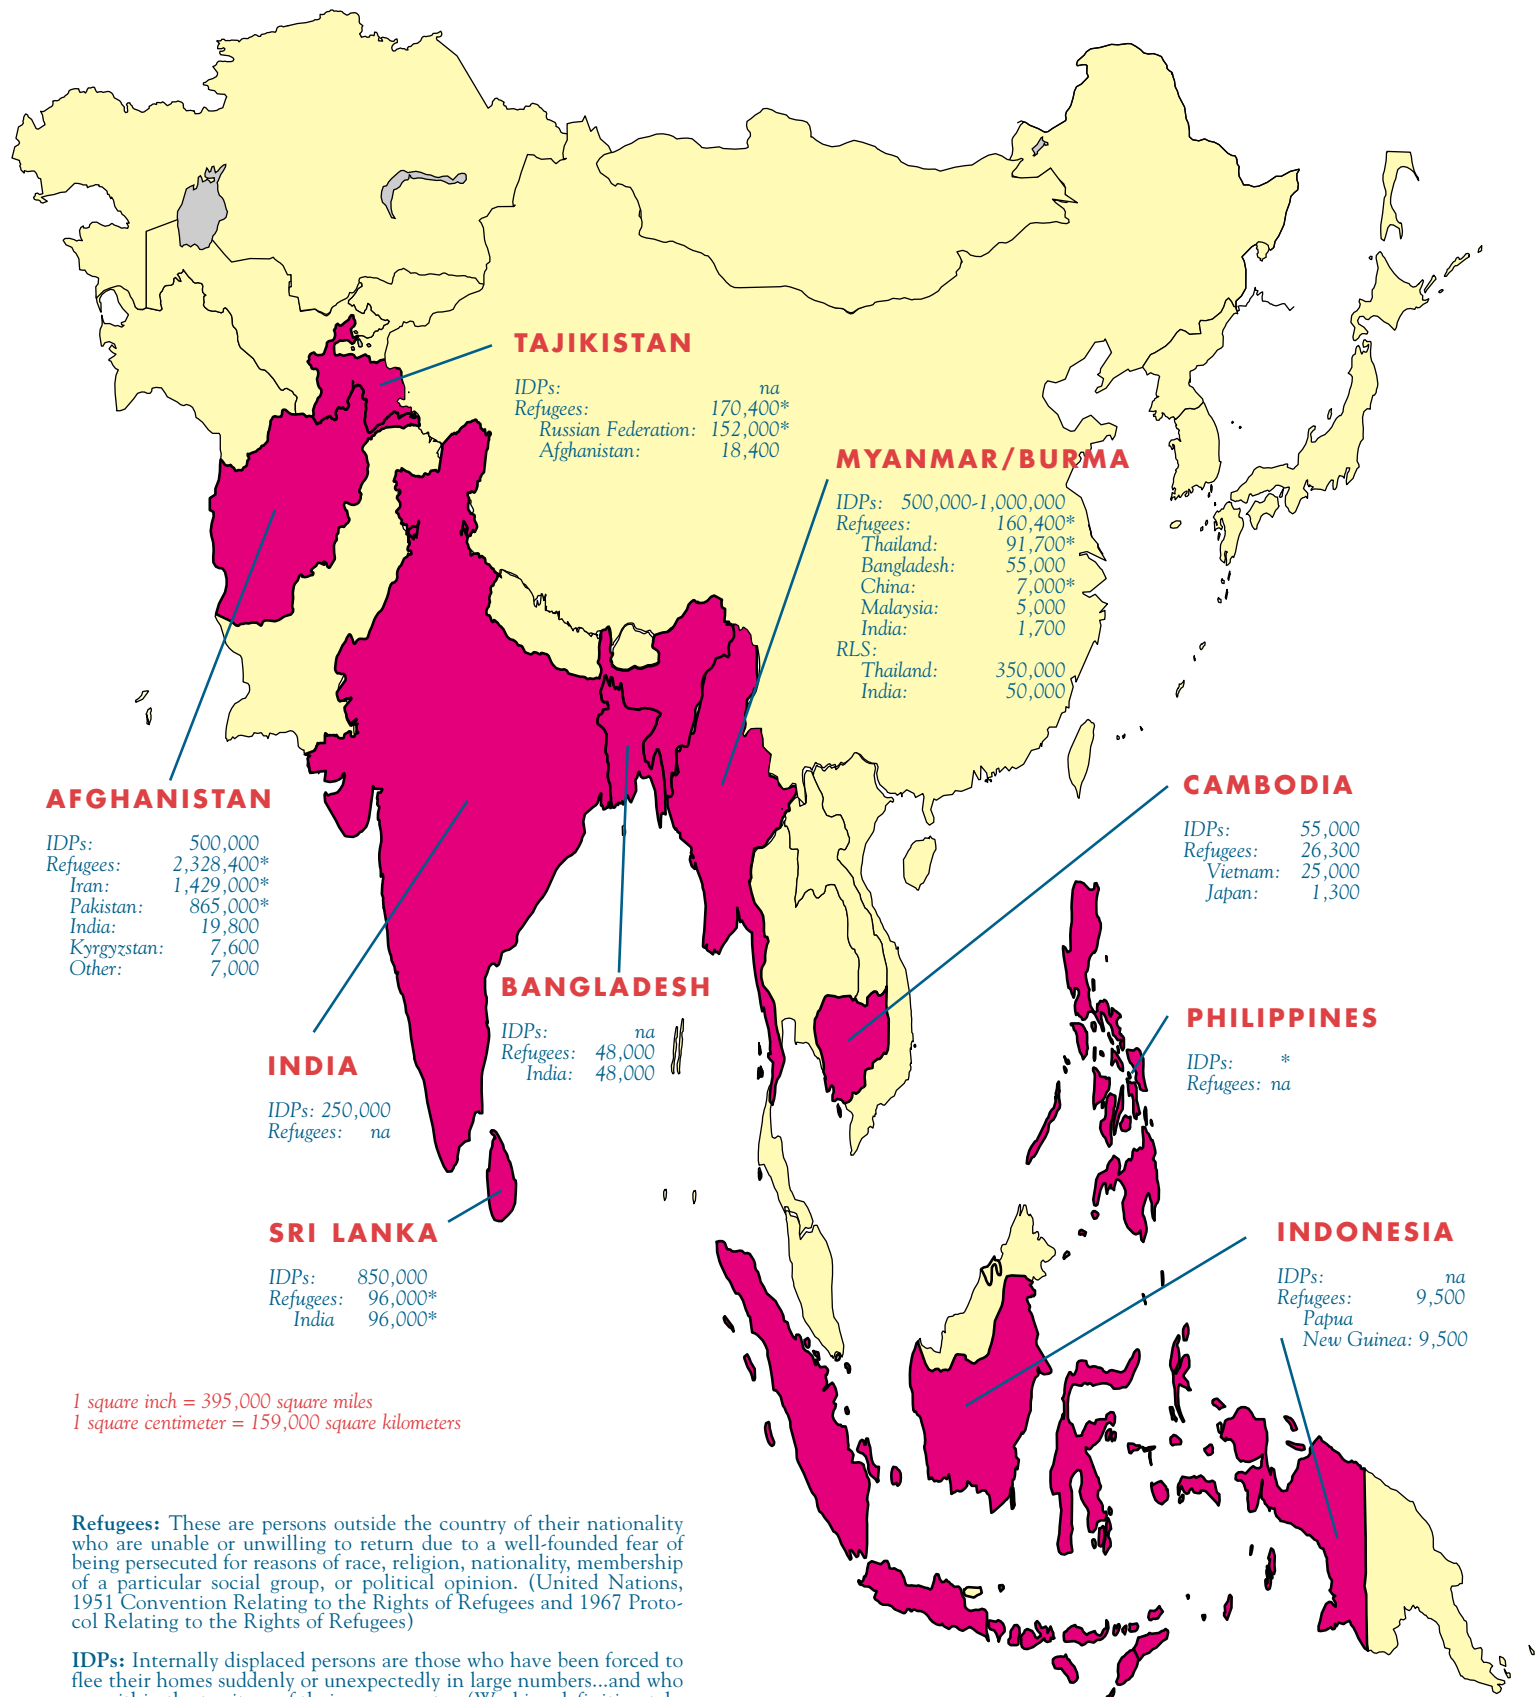 TAJIKISTAN
IDPs: na
Refugees: 170,400*
Russian Federation: 152,000*
Afghanistan: 18,400
MYANMAR/BURMA
IDPs: 500,000-1,000,000
Refugees: 160,400*
Thailand: 91,700*
Bangladesh: 55,000
China: 7,000*
Malaysia: 5,000
India: 1,700
RLS:
Thailand: 350,000
India: 50,000
AFGHANISTAN
IDPs: 500,000
Refugees: 2,328,400*
Iran: 1,429,000*
Pakistan: 865,000*
India: 19,800
Kyrgyzstan: 7,600
Other: 7,000
CAMBODIA
IDPs: 55,000
Refugees: 26,300
Vietnam: 25,000
Japan: 1,300
BANGLADESH
IDPs: na
Refugees: 48,000
India: 48,000
PHILIPPINES
IDPs: *
Refugees: na
INDIA
IDPs: 250,000
Refugees: na
SRI LANKA
IDPs: 850,000
Refugees: 96,000*
India 96,000*
INDONESIA
IDPs: na
Refugees: 9,500
Papua
New Guinea: 9,500
1 square inch = 395,000 square miles
1 square centimeter = 159,000 square kilometers
Refugees: These are persons outside the country of their nationality
who are unable or unwilling to return due to a well-founded fear of
being persecuted for reasons of race, religion, nationality, membership
of a particular social group, or political opinion. (United Nations,
1951 Convention Relating to the Rights of Refugees and 1967 Proto-
col Relating to the Rights of Refugees)
IDPs: Internally displaced persons are those who have been forced to
flee their homes suddenly or unexpectedly in large numbers...and who